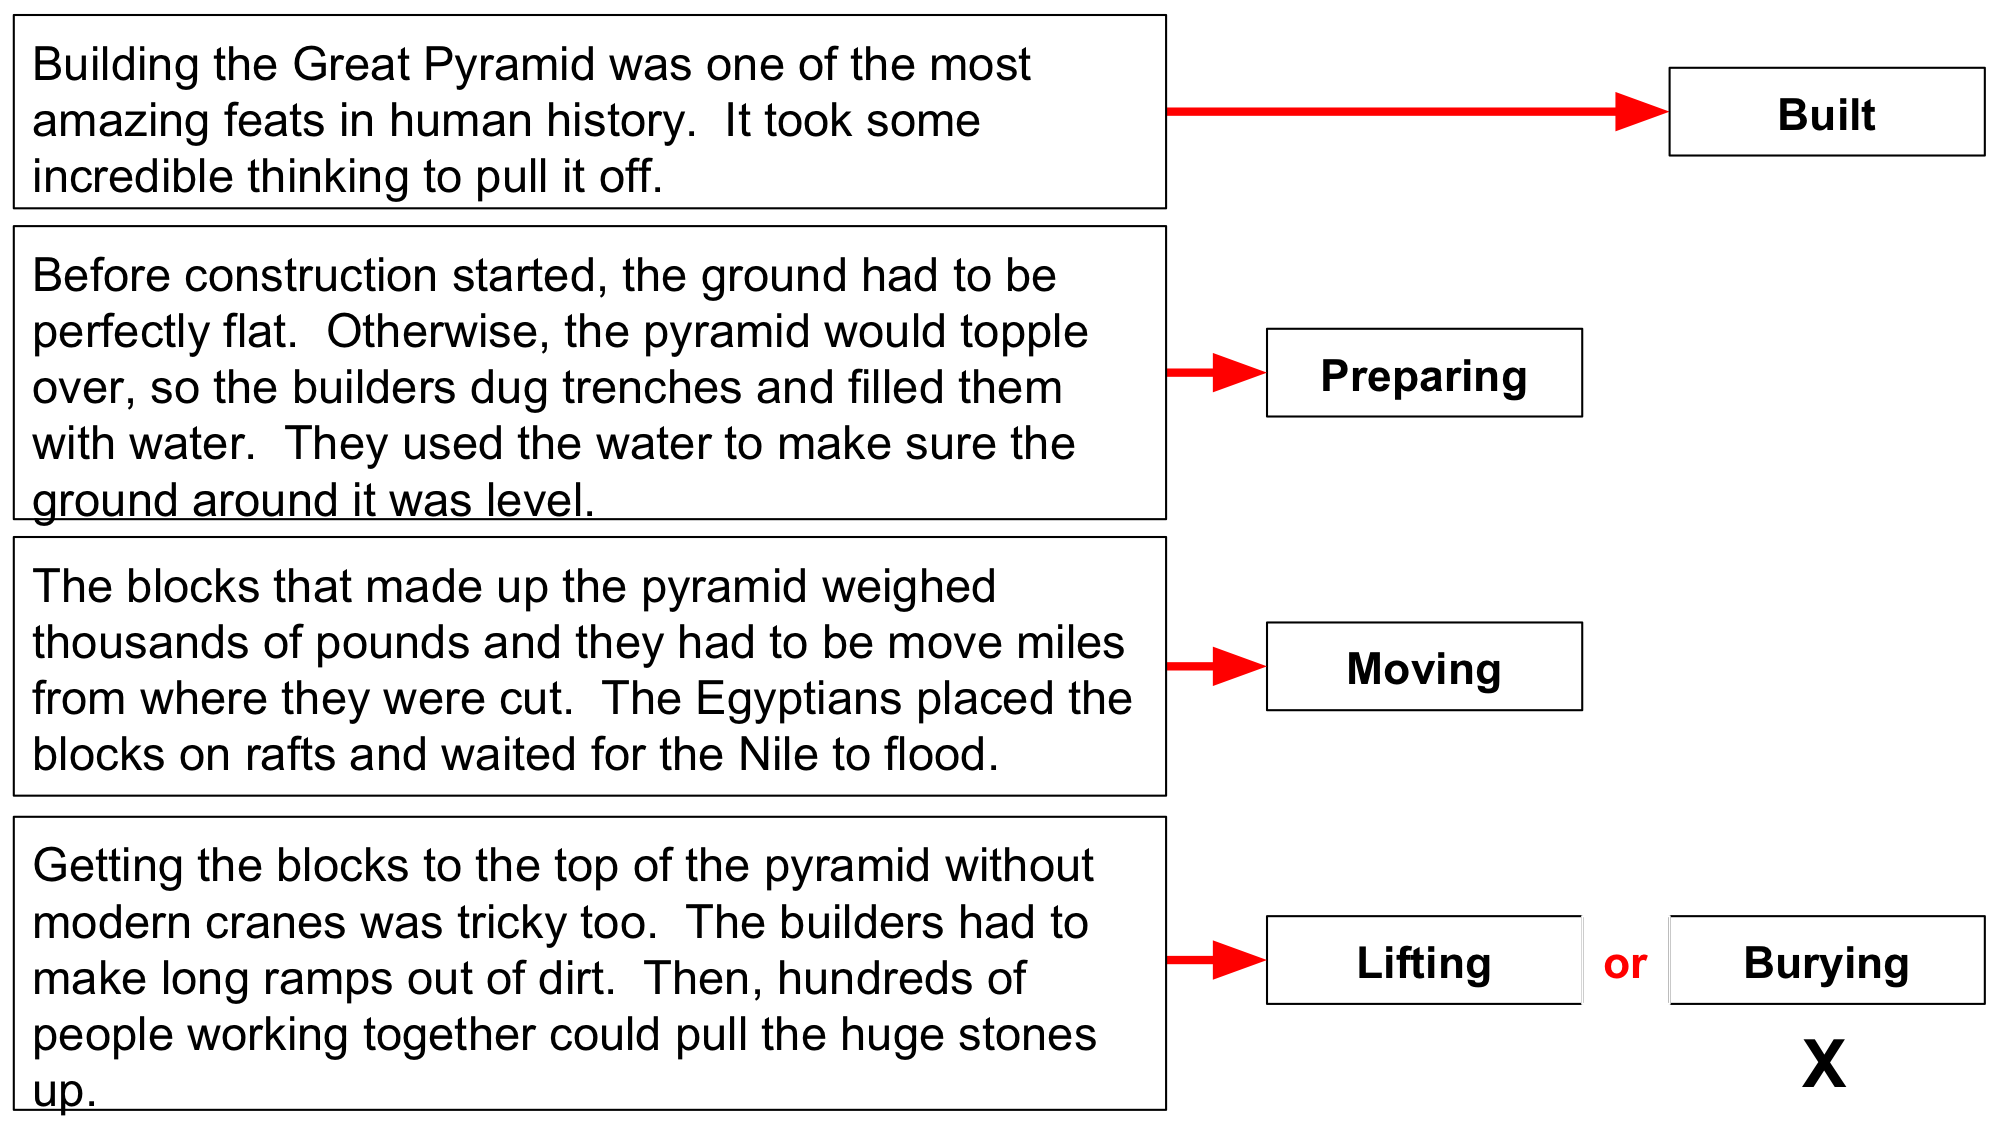 Building the Great Pyramid was one of the most
amazing feats in human history.  It took some
incredible thinking to pull it off.
Built
Before construction started, the ground had to be
perfectly flat.  Otherwise, the pyramid would topple
over, so the builders dug trenches and filled them
with water.  They used the water to make sure the
ground around it was level.
Preparing
The blocks that made up the pyramid weighed
thousands of pounds and they had to be move miles
from where they were cut.  The Egyptians placed the
blocks on rafts and waited for the Nile to flood.
Moving
Getting the blocks to the top of the pyramid without
modern cranes was tricky too.  The builders had to
make long ramps out of dirt.  Then, hundreds of
people working together could pull the huge stones
up.
Lifting or Burying
X